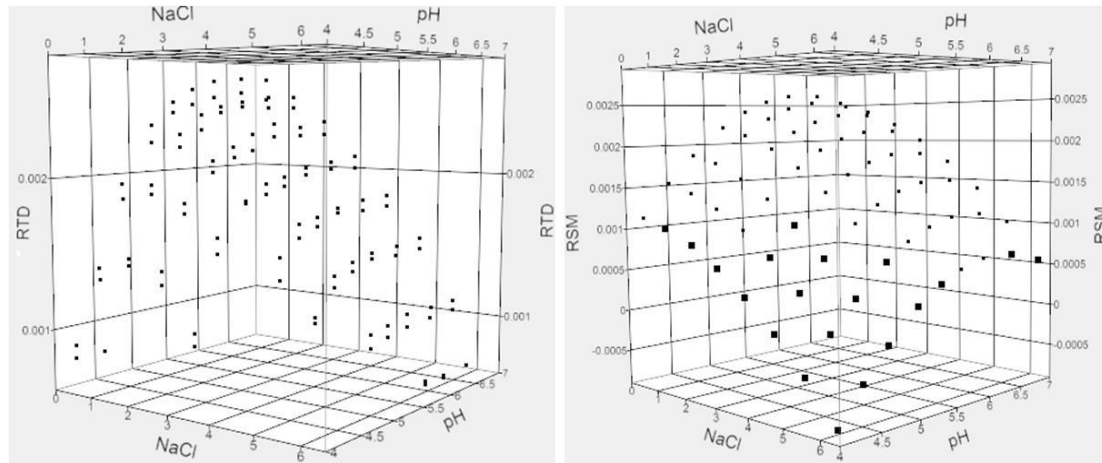 NaCl pH
0 1 2 3 4 5 6 4 4.5 5 5.5 6 6.5 7
0.002 0.002
RTD RTD
0.001 0.001
0 1 2 3 4 5 6 4 4.5 5 5.5 6 6.5 7
NaCl pH
NaCl pH
0 1 2 3 4 5 6 4 4.5 5 5.5 6 6.5 7
0.0025 0.0025
0.002 0.002
0.0015 0.0015
RSM 0.001 0.001 RSM
0.0005 0.0005
0 0
-0.0005 -0.0005
0 1 2 3 4 5 6 4 4.5 5 5.5 6 6.5 7
NaCl pH